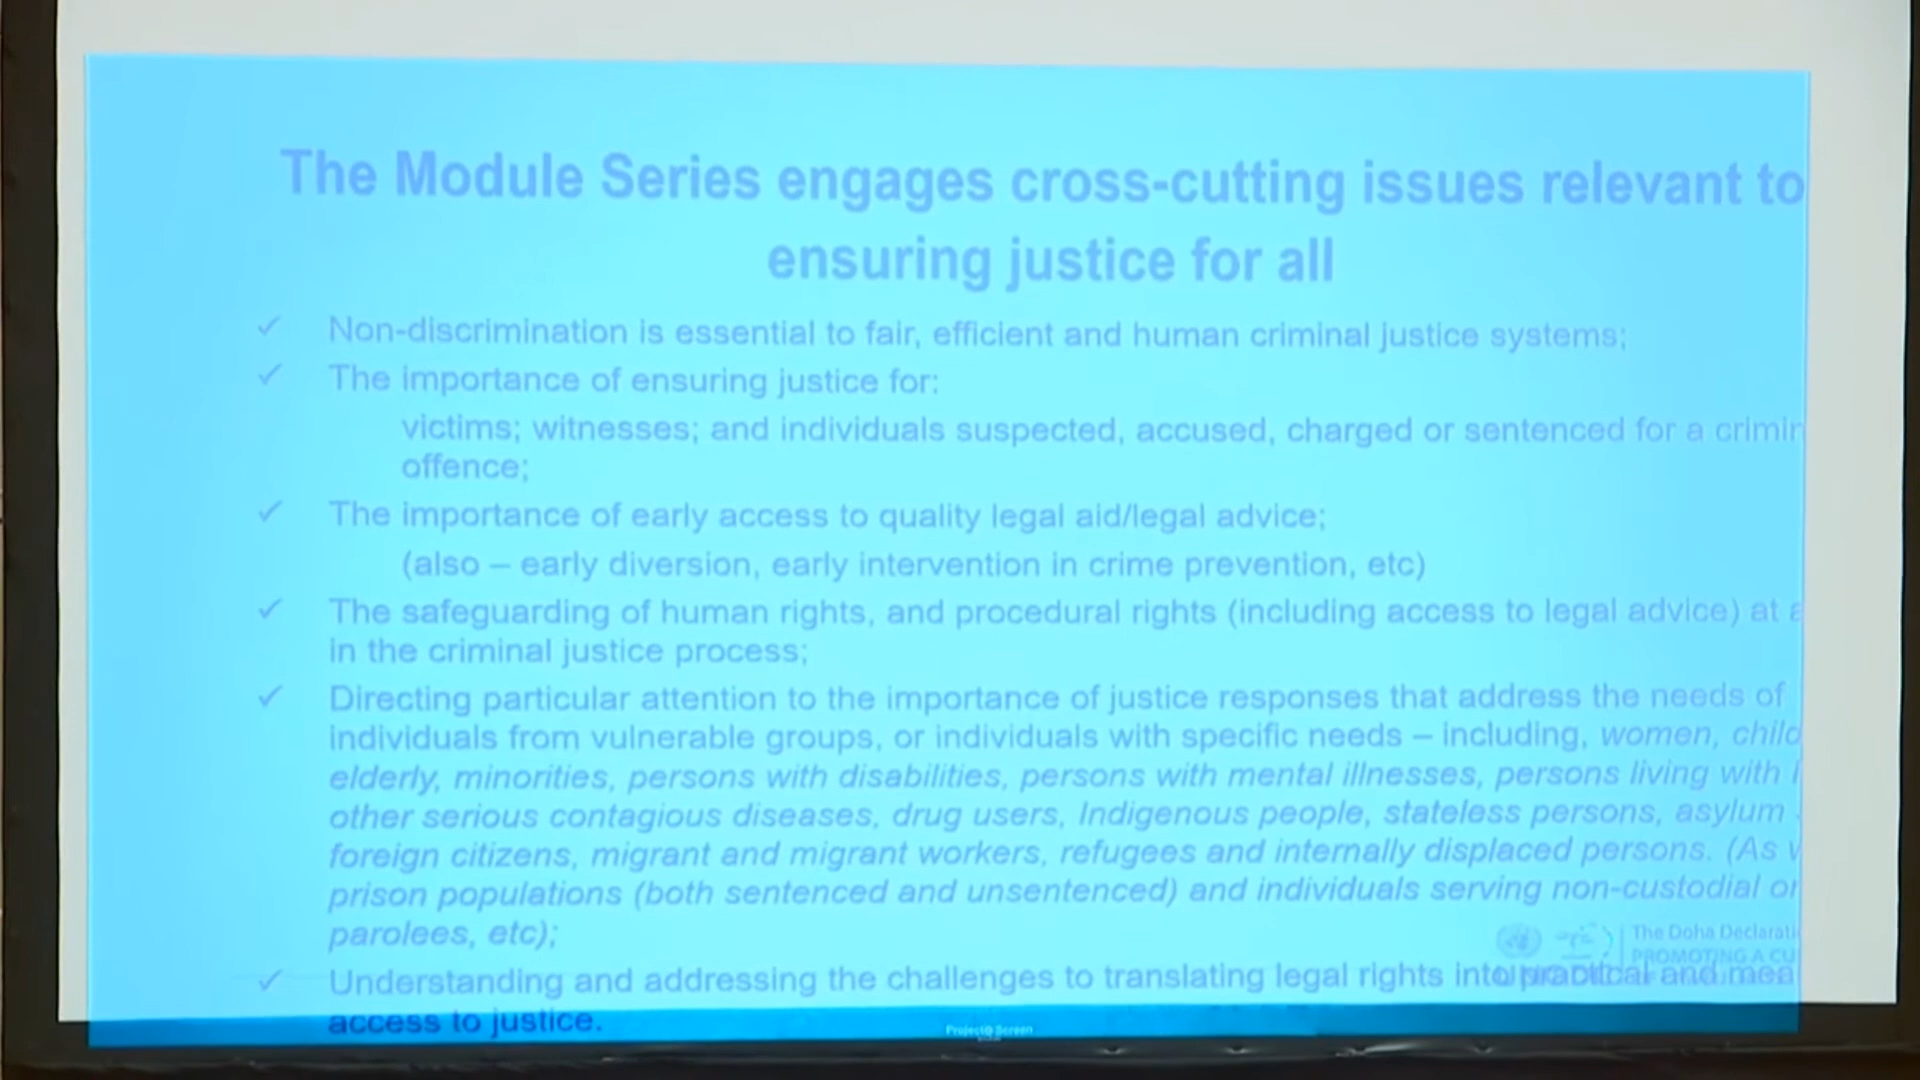 The Module Series engages cross-cutting issues relevant to
ensuring justice for all
✓ Non-discrimination is essential to fair, efficient and human criminal justice systems;
✓ The importance of ensuring justice for:
victims; witnesses; and individuals suspected, accused, charged or sentenced for a
offence;
✓ The importance of early access to quality legal aid/legal advice;
(also – early diversion, early intervention in crime prevention, etc)
✓ The safeguarding of human rights, and procedural rights (including access to legal advice) at
in the criminal justice process;
✓ Directing particular attention to the importance of justice responses that address the needs of
individuals from vulnerable groups, or individuals with specific needs – including, women,
elderly, minorities, persons with disabilities, persons with mental illnesses, persons living with
other serious contagious diseases, drug users, Indigenous people, stateless persons, asylum
foreign citizens, migrant and migrant workers, refugees and internally displaced persons. (As
prison populations (both sentenced and unsentenced) and individuals serving non-custodial
parolees, etc);
The Doha
PROMOTING A
✓ Understanding and addressing the challenges to translating legal rights into practical and
access to justice.
Screen